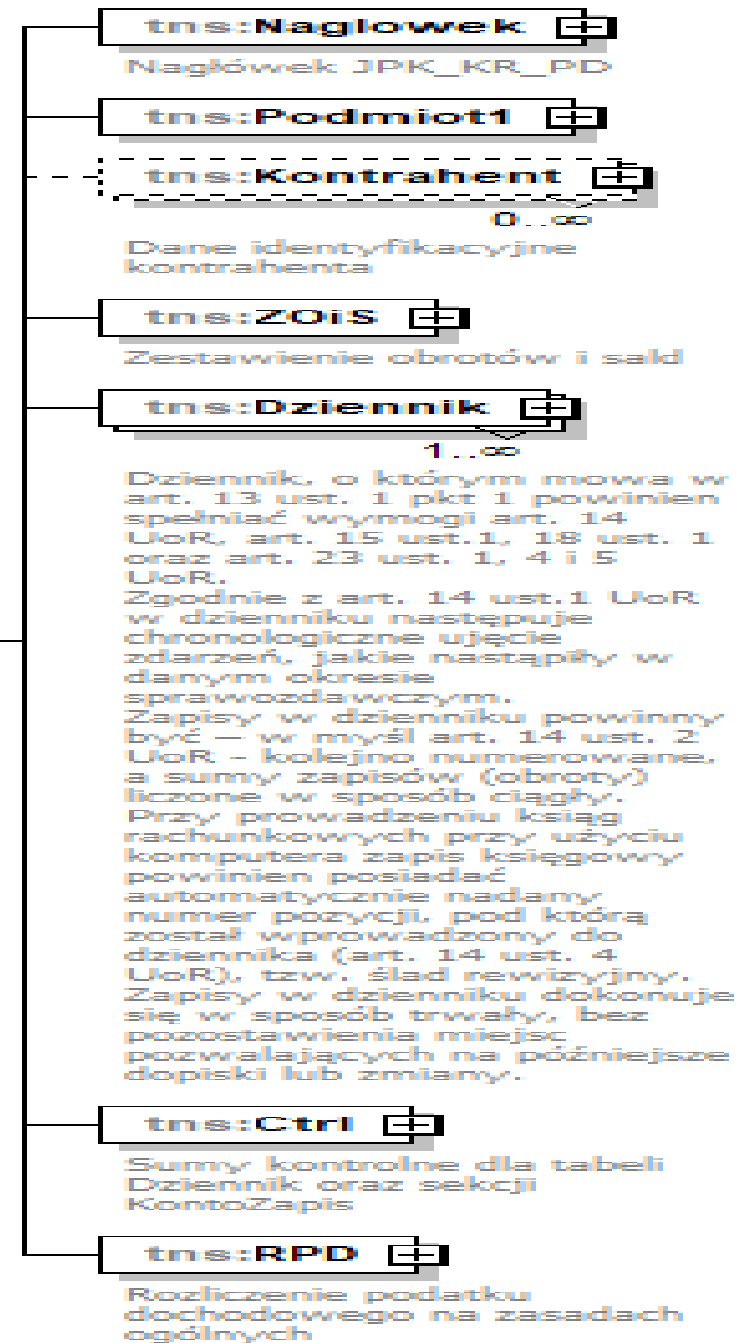 tns:Naglowek
Nagłówek JPK_KR_PD
tns:Podmiot1
tns:Kontrahent
0..∞
Dane identyfikacyjne
kontrahenta
tns:ZOiS
Zestawienie obrotów i sald
tns:Dziennik
1..∞
Dziennik, o którym mowa w
art. 13 ust. 1 pkt 1 powinien
spełniać wymogi art. 14
UoR, art. 15 ust.1, 18 ust. 1
oraz art. 23 ust. 1, 4 i 5
UoR.
Zgodnie z art. 14 ust.1 UoR
w dzienniku następuje
chronologiczne ujęcie
zdarzeń, jakie nastąpiły w
danym okresie
sprawozdawczym.
Zapisy w dzienniku powinny
być — w myśl art. 14 ust. 2
UoR - kolejno numerowane,
a sumy zapisów (obroty)
liczone w sposób ciągły.
Przy prowadzeniu ksiąg
rachunkowych przy użyciu
komputera zapis księgowy
powinien posiadać
automatycznie nadany
numer pozycji, pod którą
został wprowadzony do
dziennika (art. 14 ust. 4
UoR), tzw. ślad rewizyjny.
Zapisy w dzienniku dokonuje
się w sposób trwały, bez
pozostawienia miejsc
pozwalających na późniejsze
dopiski lub zmiany.
tns:Ctrl
Sumy kontrolne dla tabeli
Dziennik oraz sekcji
KontoZapis
tns:RPD
Rozliczenie podatku
dochodowego na zasadach
ogólnych